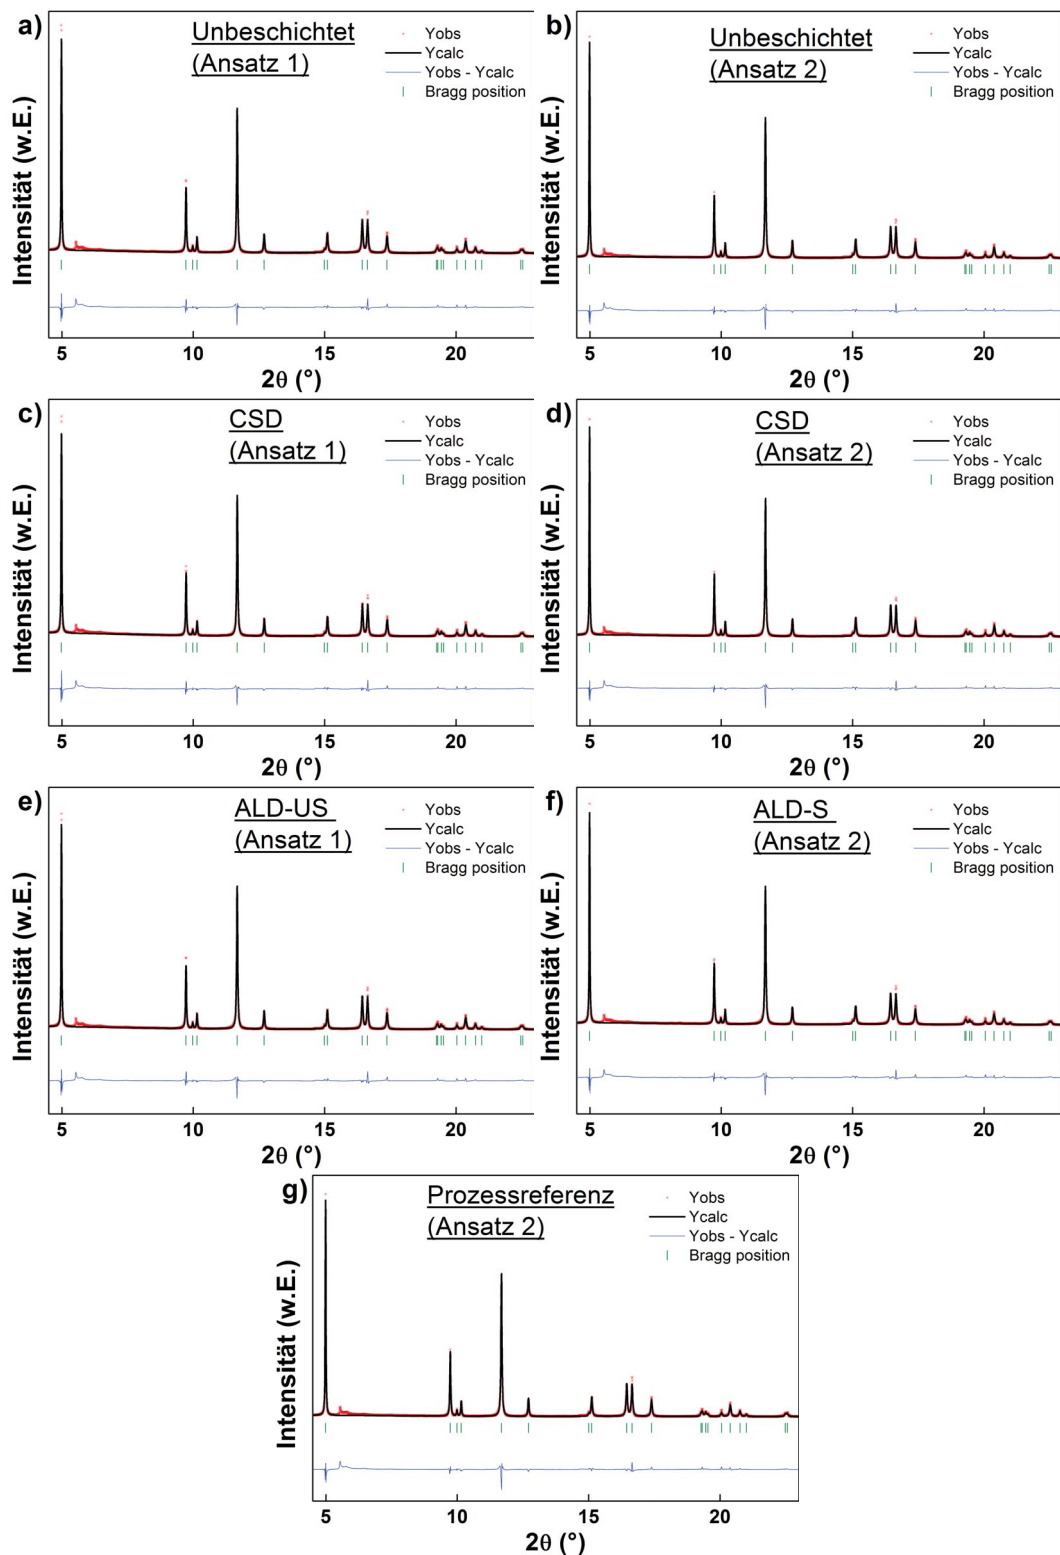 a)
Unbeschichtet
(Ansatz 1)
Yobs
Ycalc
Yobs - Ycalc
Bragg position
Intensität (w.E.)
5 10 15 20
2θ (°)
b)
Unbeschichtet
(Ansatz 2)
Yobs
Ycalc
Yobs - Ycalc
Bragg position
Intensität (w.E.)
5 10 15 20
2θ (°)
c)
CSD
(Ansatz 1)
Yobs
Ycalc
Yobs - Ycalc
Bragg position
Intensität (w.E.)
5 10 15 20
2θ (°)
d)
CSD
(Ansatz 2)
Yobs
Ycalc
Yobs - Ycalc
Bragg position
Intensität (w.E.)
5 10 15 20
2θ (°)
e)
ALD-US
(Ansatz 1)
Yobs
Ycalc
Yobs - Ycalc
Bragg position
Intensität (w.E.)
5 10 15 20
2θ (°)
f)
ALD-S
(Ansatz 2)
Yobs
Ycalc
Yobs - Ycalc
Bragg position
Intensität (w.E.)
5 10 15 20
2θ (°)
g)
Prozessreferenz
(Ansatz 2)
Yobs
Ycalc
Yobs - Ycalc
Bragg position
Intensität (w.E.)
5 10 15 20
2θ (°)